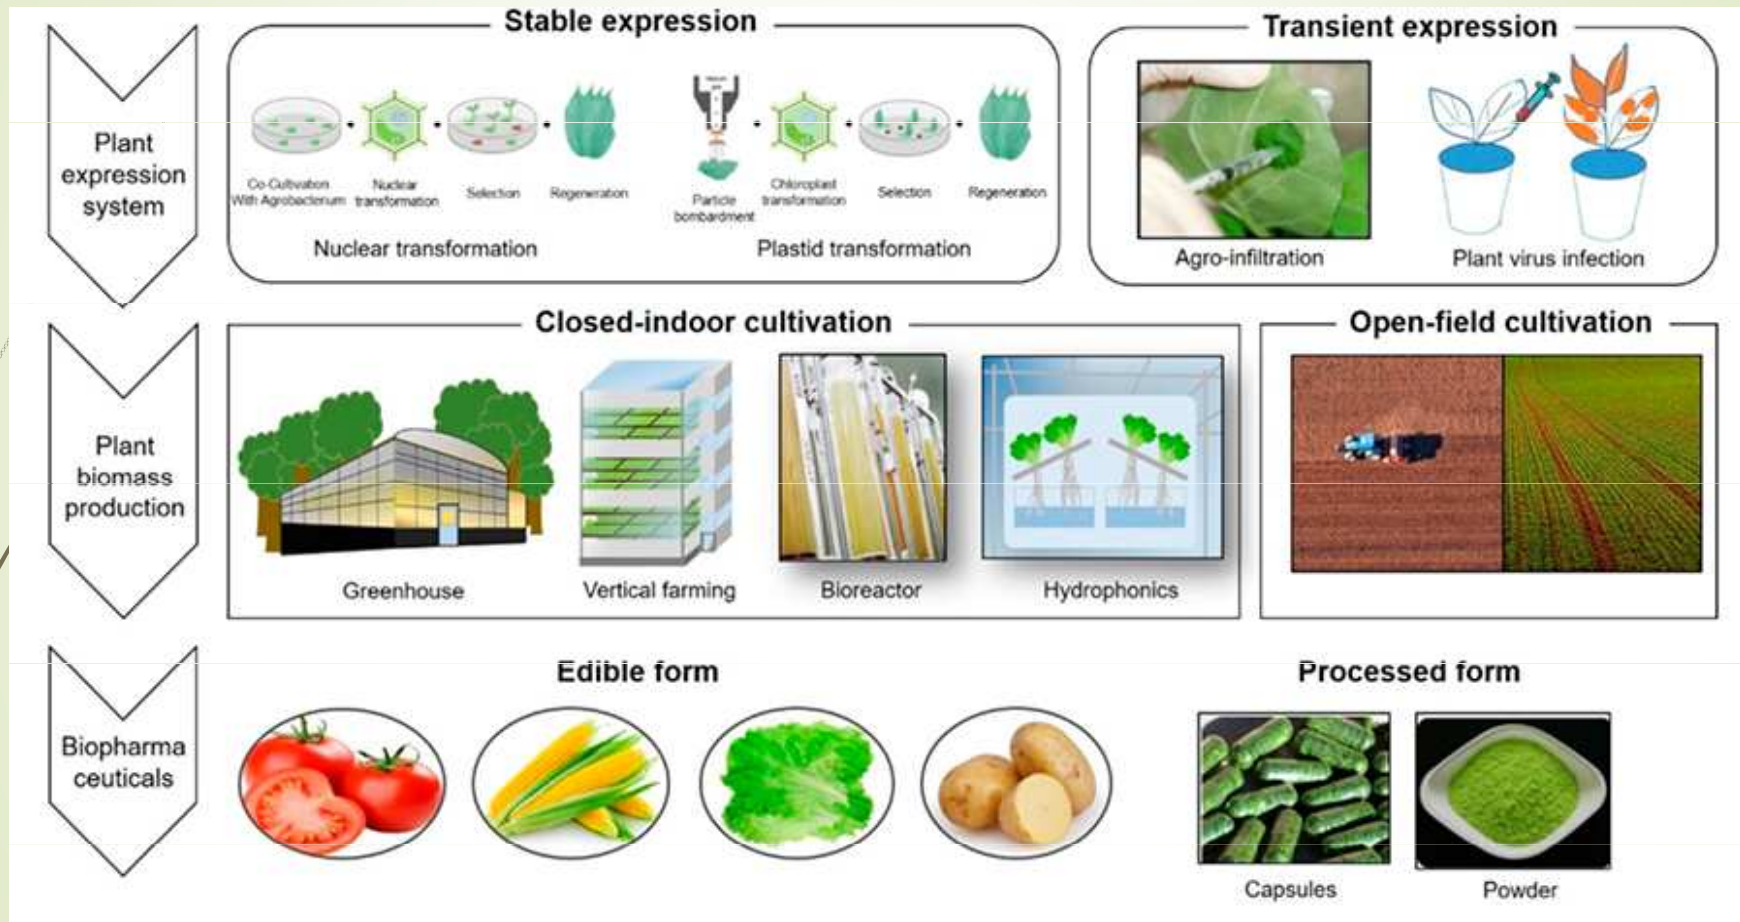 Stable expression
Transient expression
Plant
expression
system
Co-Cultivation
With Agrobacterium
Nuclear
transformation
Selection
Regeneration
Particle
bombardment
Chloroplast
transformation
Selection
Regeneration
Nuclear transformation
Plastid transformation
Agro-infiltration
Plant virus infection
Closed-indoor cultivation
Open-field cultivation
Plant
biomass
production
Greenhouse
Vertical farming
Bioreactor
Hydrophonics
Edible form
Processed form
Biopharma
ceuticals
Capsules
Powder